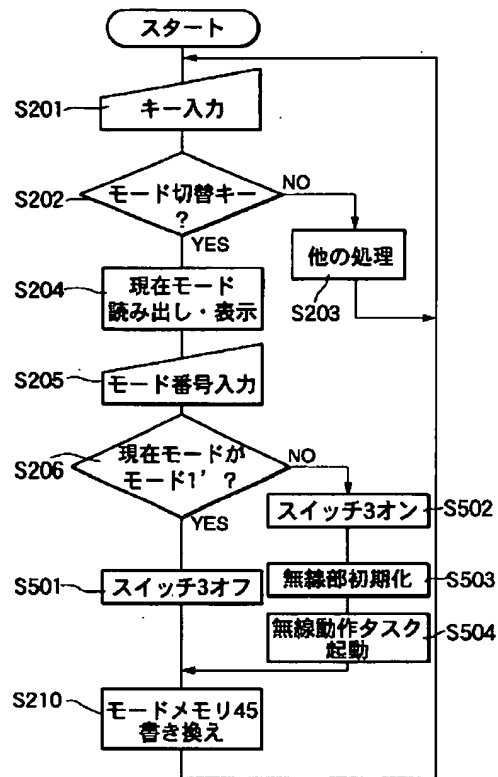 スタート
S201
キー入力
S202
モード切替キー
?
NO
YES
他の処理
S203
S204
現在モード
読み出し・表示
S205
モード番号入力
S206
現在モードが
モード1' ?
NO
YES
スイッチ3オン
S502
S501
スイッチ3オフ
無線部初期化
S503
無線動作タスク
起動
S504
S210
モードメモリ45
書き換え